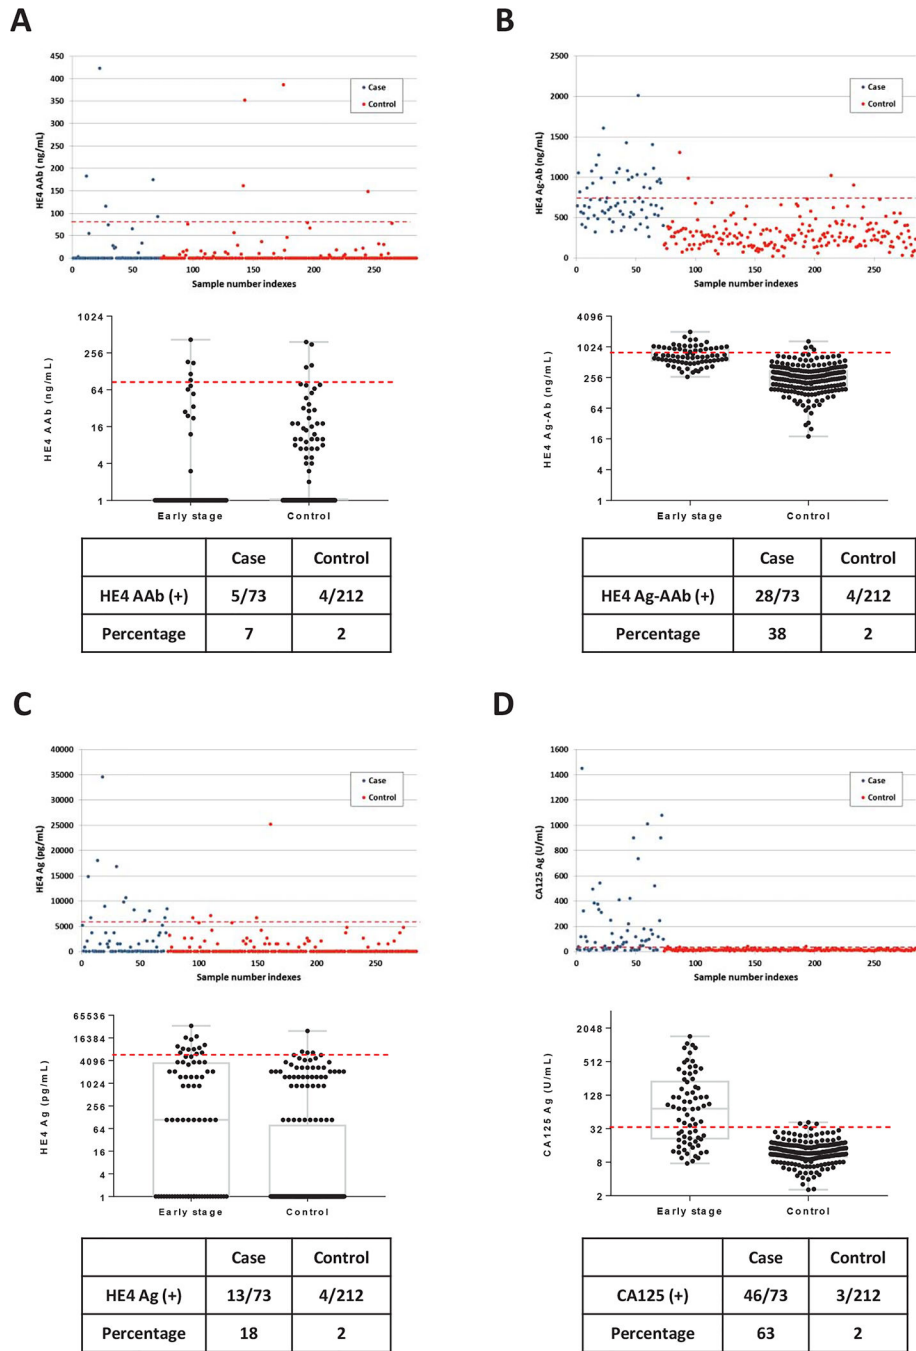 A
HE4 AAb ( ng/mL)
450
400
350
300
250
200
150
100
50
0
Case
Control
0 50 100 150 200 250
Sample number indexes
HE4 AAb (ng/mL)
1024
256
64
16
4
1
Early stage Control
Case Control
HE4 AAb (+) 5/73 4/212
Percentage 7 2
B
HE4 Ag-Ab (ng/mL)
2500
2000
1500
1000
500
0
Case
Control
0 50 100 150 200 250
Sample number indexes
HE4 Ag-Ab (ng/mL)
4096
1024
256
64
16
4
1
Early stage Control
Case Control
HE4 Ag-AAb (+) 28/73 4/212
Percentage 38 2
C
HE4 Ag (pg/mL)
40000
35000
30000
25000
20000
15000
10000
5000
0
Case
Control
0 50 100 150 200 250
Sample number indexes
HE4 Ag (pg/mL)
65536
16384
4096
1024
256
64
16
4
1
Early stage Control
Case Control
HE4 Ag (+) 13/73 4/212
Percentage 18 2
D
CA125 Ag (U/mL)
1600
1400
1200
1000
800
600
400
200
0
Case
Control
0 50 100 150 200 250
Sample number indexes
CA125 Ag (U/mL)
2048
512
128
32
8
2
Early stage Control
Case Control
CA125 (+) 46/73 3/212
Percentage 63 2